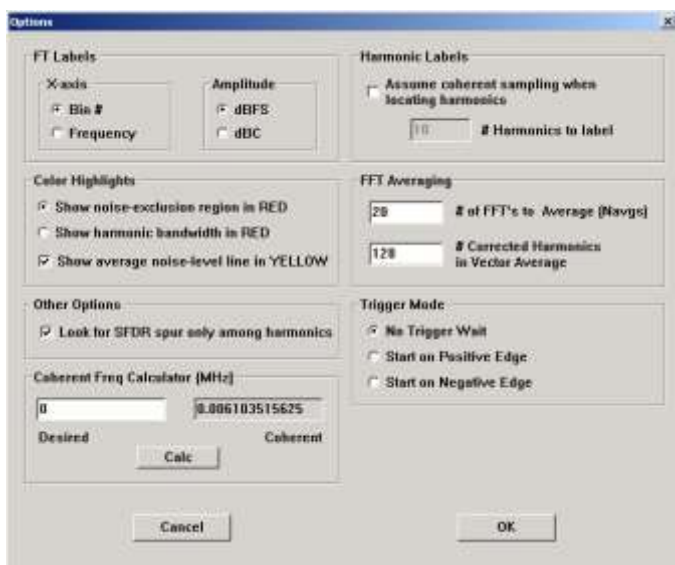 Options
FT Labels
X-axis
Bin #
Frequency
Amplitude
dBFS
dBC
Harmonic Labels
Assume coherent sampling when
locating harmonics
10
# Harmonics to label
Color Highlights
Show noise-exclusion region in RED
Show harmonic bandwidth in RED
Show average noise-level line in YELLOW
FFT Averaging
20
# of FFT's to Average (Navgs)
128
# Corrected Harmonics
in Vector Average
Other Options
Look for SFDR spur only among harmonics
Trigger Mode
No Trigger Wait
Start on Positive Edge
Start on Negative Edge
Coherent Freq Calculator (MHz)
0
0.006103515625
Desired
Coherent
Calc
Cancel
OK